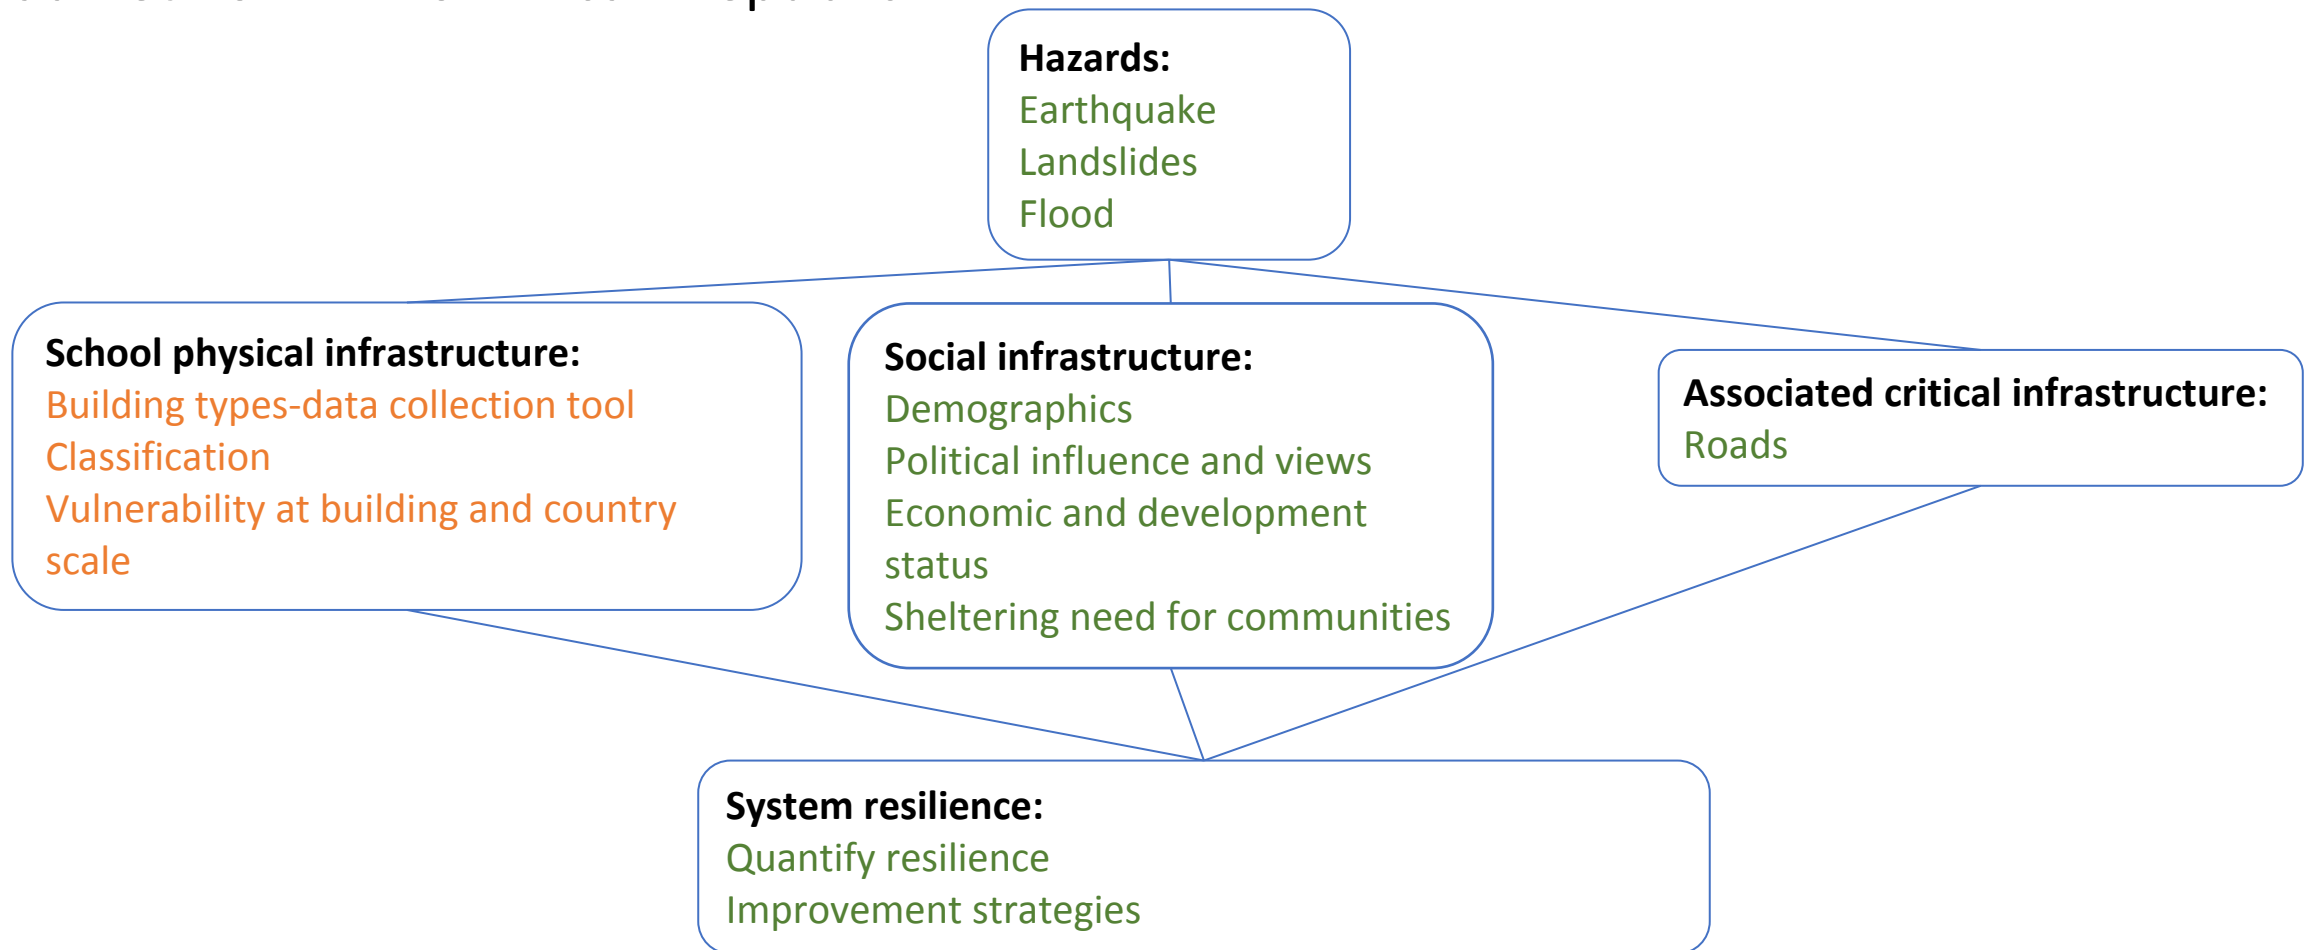 Hazards:
Earthquake
Landslides
Flood
School physical infrastructure:
Building types-data collection tool
Classification
Vulnerability at building and country
scale
Social infrastructure:
Demographics
Political influence and views
Economic and development
status
Sheltering need for communities
Associated critical infrastructure:
Roads
System resilience:
Quantify resilience
Improvement strategies